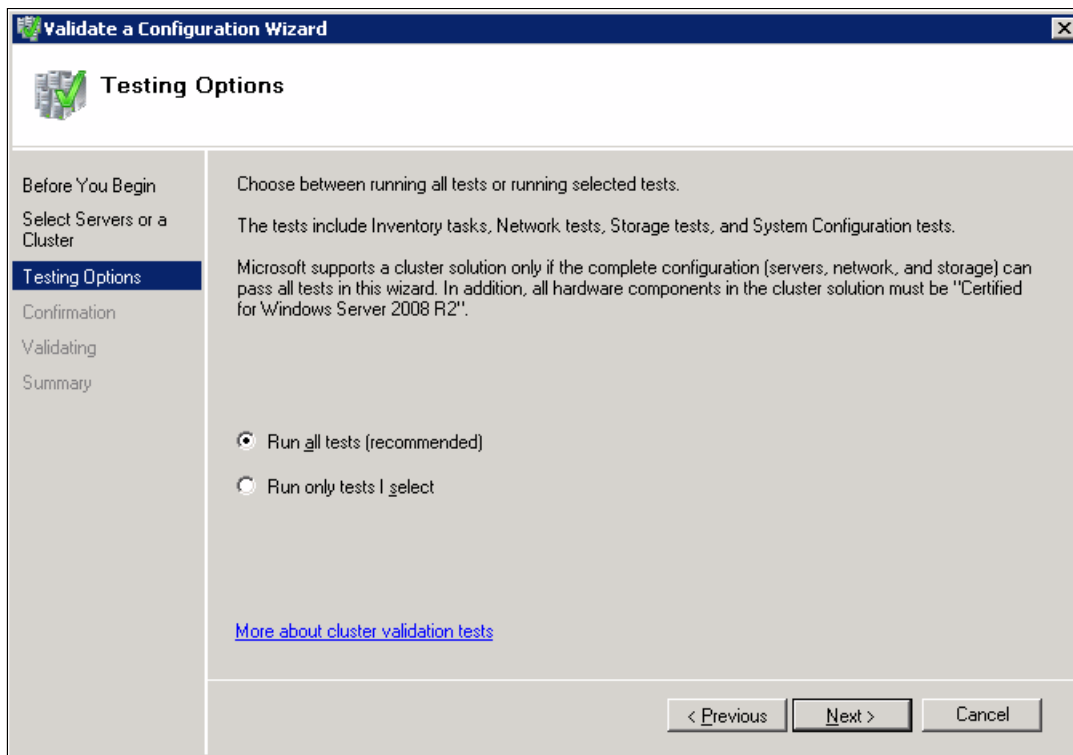 Validate a Configuration Wizard
Testing Options
Before You Begin
Select Servers or a
Cluster
Testing Options
Confirmation
Validating
Summary
Choose between running all tests or running selected tests.
The tests include Inventory tasks, Network tests, Storage tests, and System Configuration tests.
Microsoft supports a cluster solution only if the complete configuration (servers, network, and storage) can
pass all tests in this wizard. In addition, all hardware components in the cluster solution must be "Certified
for Windows Server 2008 R2".
Run all tests (recommended)
Run only tests I select
More about cluster validation tests
< Previous
Next >
Cancel